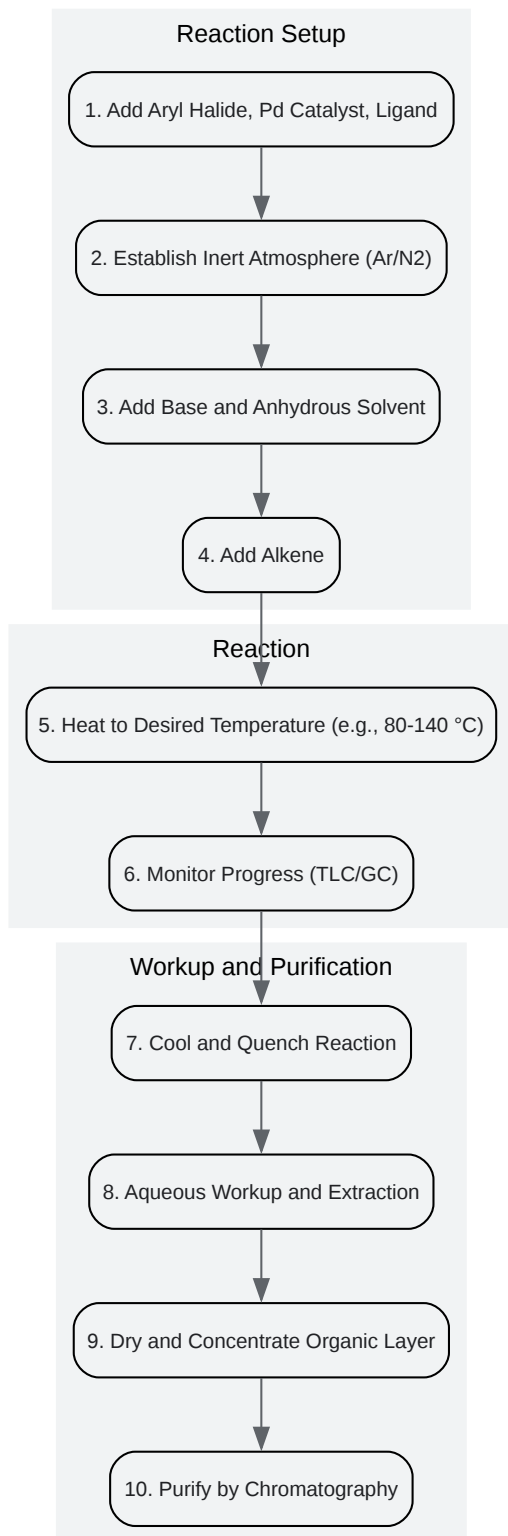 Reaction Setup
1. Add Aryl Halide, Pd Catalyst, Ligand
2. Establish Inert Atmosphere (Ar/N2)
3. Add Base and Anhydrous Solvent
4. Add Alkene
Reaction
5. Heat to Desired Temperature (e.g., 80-140 °C)
6. Monitor Progress (TLC/GC)
Workup and Purification
7. Cool and Quench Reaction
8. Aqueous Workup and Extraction
9. Dry and Concentrate Organic Layer
10. Purify by Chromatography